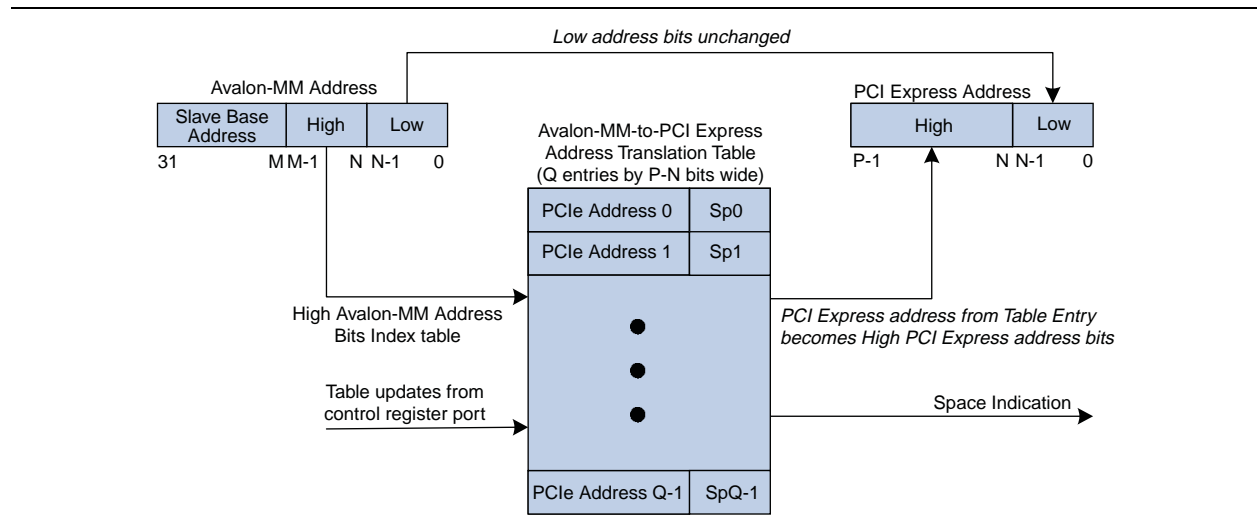 Low address bits unchanged
Avalon-MM Address
Slave Base
Address
High
Low
31
M M-1
N N-1
0
PCI Express Address
High
Low
P-1
N N-1
0
Avalon-MM-to-PCI Express
Address Translation Table
(Q entries by P-N bits wide)
PCIe Address 0
Sp0
PCIe Address 1
Sp1
High Avalon-MM Address
Bits Index table
PCI Express address from Table Entry
becomes High PCI Express address bits
Table updates from
control register port
Space Indication
PCIe Address Q-1
SpQ-1